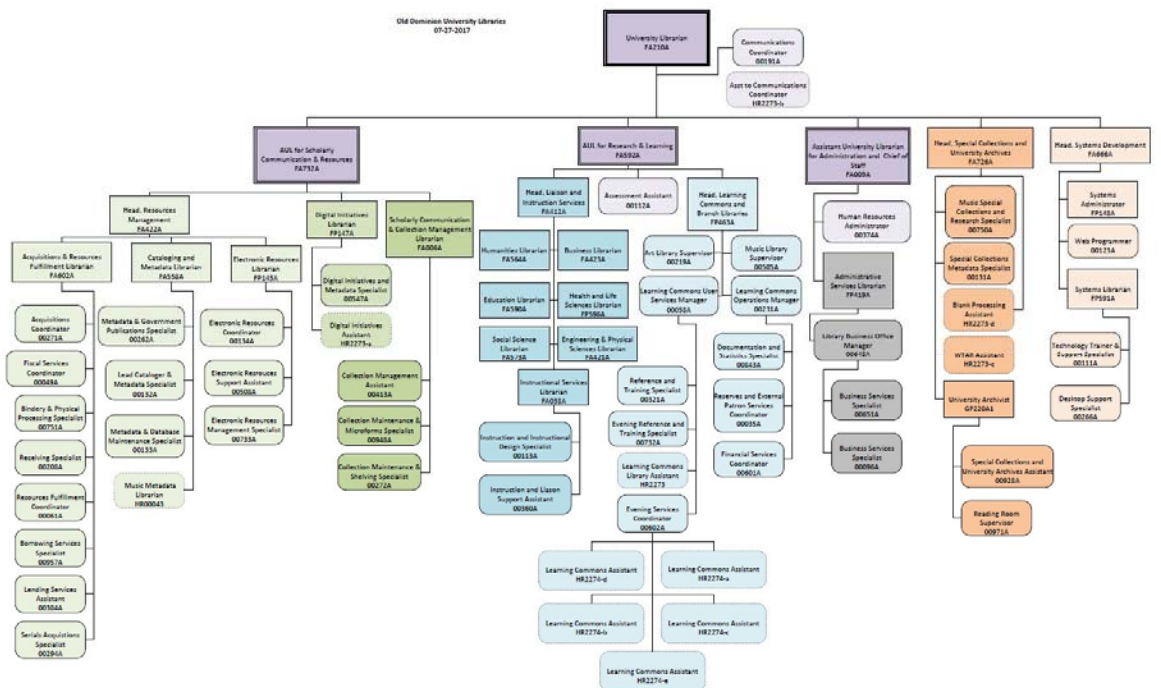 Old Dominion University Libraries
07-27-2017
University Librarian
FA210A
Communications
Coordinator
00191A
Asst to Communications
Coordinator
HR2273-b
AUL for Scholarly
Communication & Resources
FA732A
AUL for Research & Learning
FA592A
Assistant University Librarian
for Administration and Chief of
Staff
FA009A
Head, Special Collections and
University Archives
FA726A
Head, Systems Development
FA666A
Head, Resources
Management
FA422A
Digital Initiatives
Librarian
FP147A
Scholarly Communication
& Collection Management
Librarian
FA006A
Head, Liaison and
Instruction Services
FA412A
Assessment Assistant
00112A
Head, Learning
Commons and
Branch Libraries
FP463A
Human Resources
Administrator
00374A
Music Special
Collections and
Research Specialist
00750A
Systems
Administrator
FP148A
Acquisitions & Resources
Fulfillment Librarian
FA602A
Cataloging and
Metadata Librarian
FA558A
Electronic Resources
Librarian
FP145A
Humanities Librarian
FA564A
Business Librarian
FA423A
Art Library Supervisor
00219A
Music Library
Supervisor
00505A
Administrative
Services Librarian
FP419A
Special Collections
Metadata Specialist
00131A
Web Programmer
00125A
Digital Initiatives and
Metadata Specialist
00547A
Education Librarian
FA590A
Health and Life
Sciences Librarian
FP596A
Learning Commons User
Services Manager
00050A
Learning Commons
Operations Manager
00231A
Blank Processing
Assistant
HR2273-d
Systems Librarian
FP591A
Acquisitions
Coordinator
00271A
Metadata & Government
Publications Specialist
00262A
Electronic Resources
Coordinator
00134A
Digital Initiatives
Assistant
HR2273-a
Social Science
Librarian
FA573A
Engineering & Physical
Sciences Librarian
FA421A
Documentation and
Statistics Specialist
00643A
Library Business Office
Manager
00642A
WTAR Assistant
HR2273-c
Technology Trainer &
Support Specialist
00111A
Fiscal Services
Coordinator
00049A
Lead Cataloger &
Metadata Specialist
00132A
Electronic Resources
Support Assistant
00508A
Collection Management
Assistant
00413A
Instructional Services
Librarian
FA038A
Reference and
Training Specialist
00321A
Reserves and External
Patron Services
Coordinator
00035A
Business Services
Specialist
00651A
University Archivist
GP220A1
Desktop Support
Specialist
00266A
Bindery & Physical
Processing Specialist
00751A
Metadata & Database
Maintenance Specialist
00133A
Electronic Resources
Management Specialist
00733A
Collection Maintenance &
Microforms Specialist
00948A
Instruction and Instructional
Design Specialist
00113A
Evening Reference and
Training Specialist
00732A
Financial Services
Coordinator
00601A
Business Services
Specialist
00096A
Receiving Specialist
00208A
Music Metadata
Librarian
HR00043
Collection Maintenance &
Shelving Specialist
00272A
Instruction and Liason
Support Assistant
00360A
Learning Commons
Library Assistant
HR2273
Special Collections and
University Archives Assistant
00928A
Resources Fulfillment
Coordinator
00061A
Evening Services
Coordinator
00602A
Reading Room
Supervisor
00971A
Borrowing Services
Specialist
00957A
Learning Commons Assistant
HR2274-d
Learning Commons Assistant
HR2274-a
Lending Services
Assistant
00304A
Learning Commons Assistant
HR2274-b
Learning Commons Assistant
HR2274-c
Serials Acquistions
Specialist
00294A
Learning Commons Assistant
HR2274-e